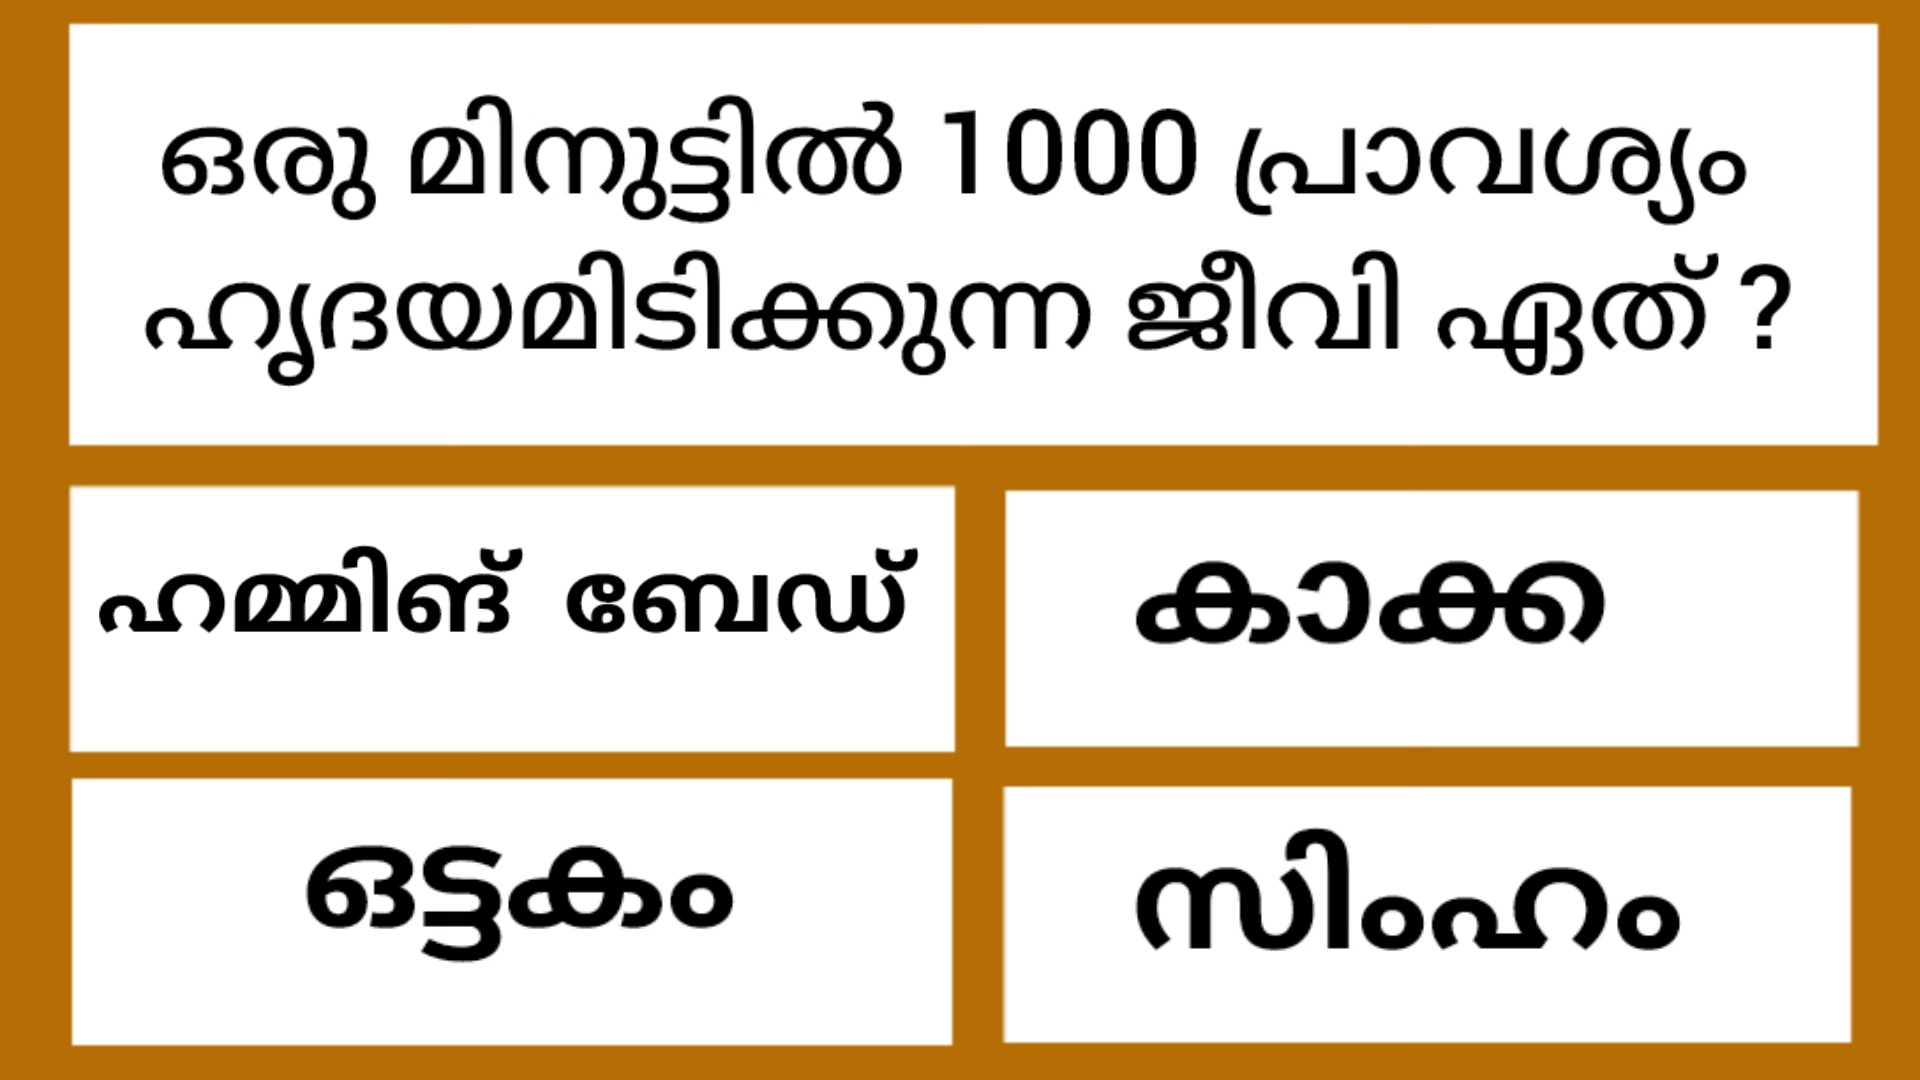 ഒരു മിനുട്ടിൽ 1000 പ്രാവശ്യം
ഹൃദയമിടിക്കുന്ന ജീവി ഏത് ?
ഹമ്മിങ് ബേഡ്
കാക്ക
ഒട്ടകം
സിംഹം